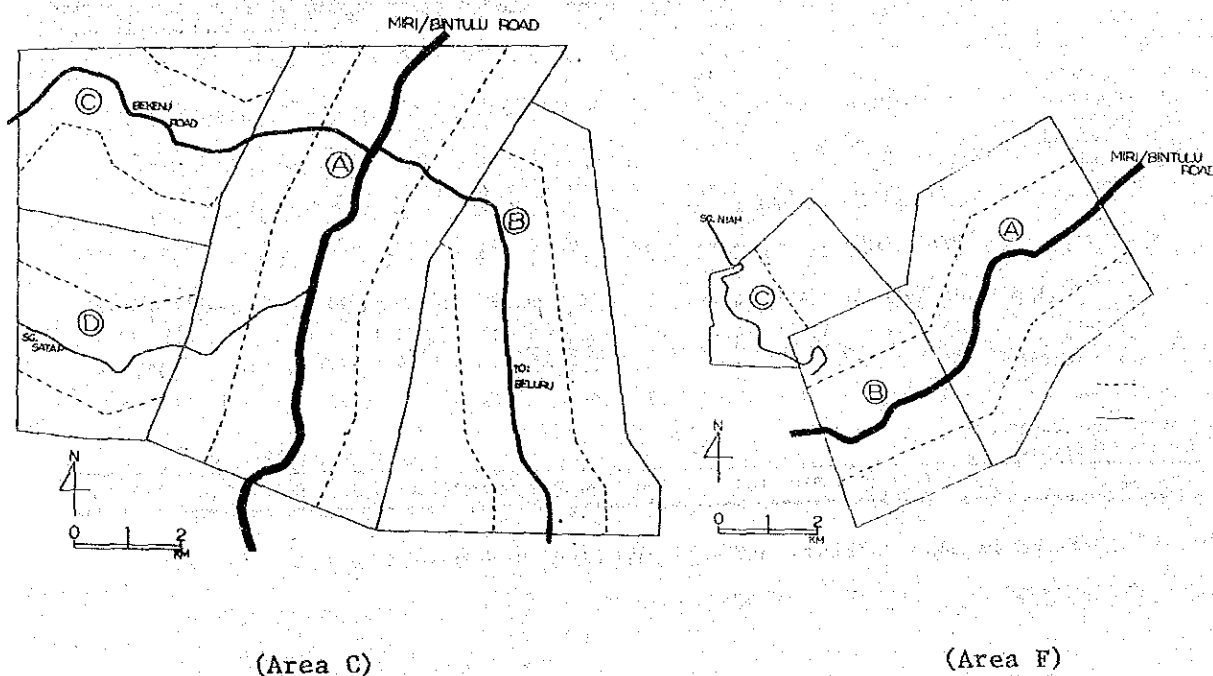 MIRI/BINTULU ROAD
C
BEKENU
ROAD
A
B
D
SG.
SATAP
TO:
BELURU
N
0 1 2
KM
(Area C)
MIRI/BINTULU
ROAD
SG. NIAH
A
C
B
N
0 1 2
KM
(Area F)